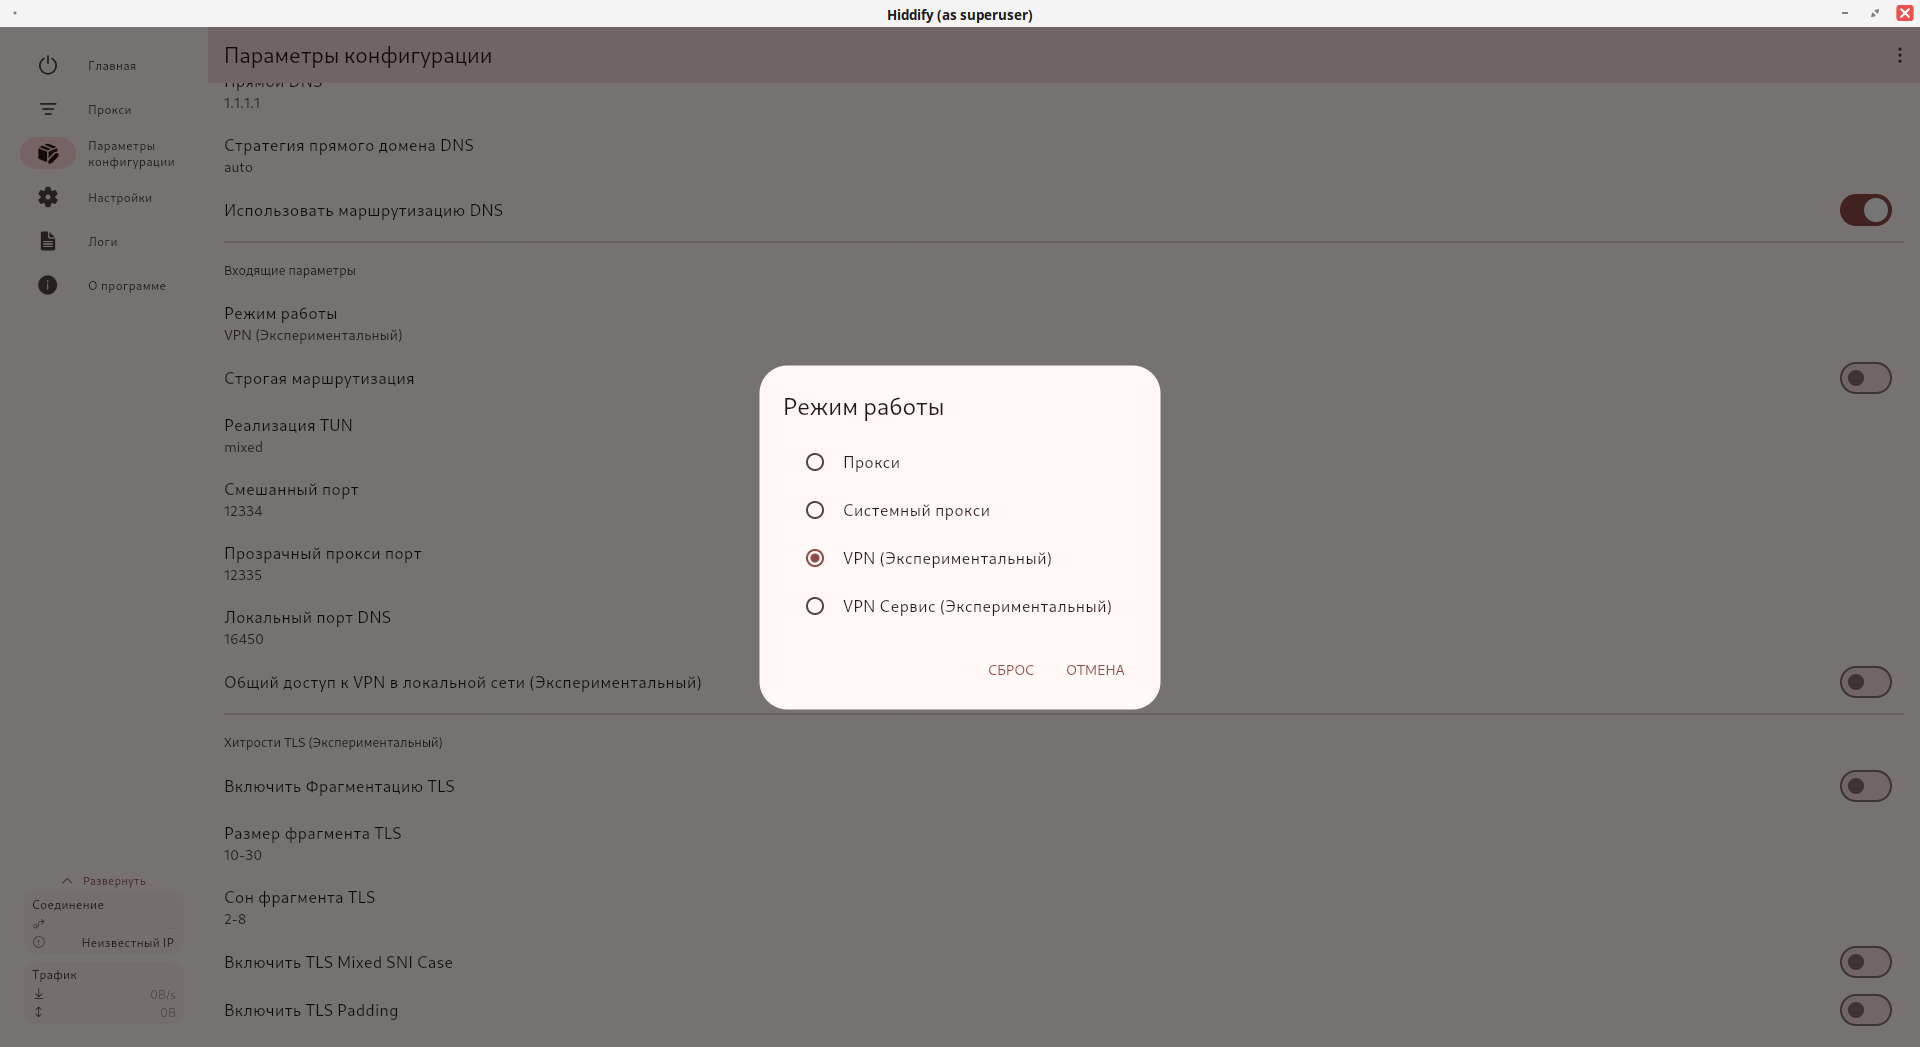 Hiddify (as superuser)
Главная
Прокси
Параметры
конфигурации
Настройки
Логи
О программе
Развернуть
Соединение
...
Неизвестный IP
Трафик
0B/s
0B
Параметры конфигурации
Прямой DNS
1.1.1.1
Стратегия прямого домена DNS
auto
Использовать маршрутизацию DNS
Входящие параметры
Режим работы
VPN (Экспериментальный)
Строгая маршрутизация
Реализация TUN
mixed
Смешанный порт
12334
Прозрачный прокси порт
12335
Локальный порт DNS
16450
Общий доступ к VPN в локальной сети (Экспериментальный)
Хитрости TLS (Экспериментальный)
Включить Фрагментацию TLS
Размер фрагмента TLS
10-30
Сон фрагмента TLS
2-8
Включить TLS Mixed SNI Case
Включить TLS Padding
Режим работы
Прокси
Системный прокси
VPN (Экспериментальный)
VPN Сервис (Экспериментальный)
СБРОС
ОТМЕНА